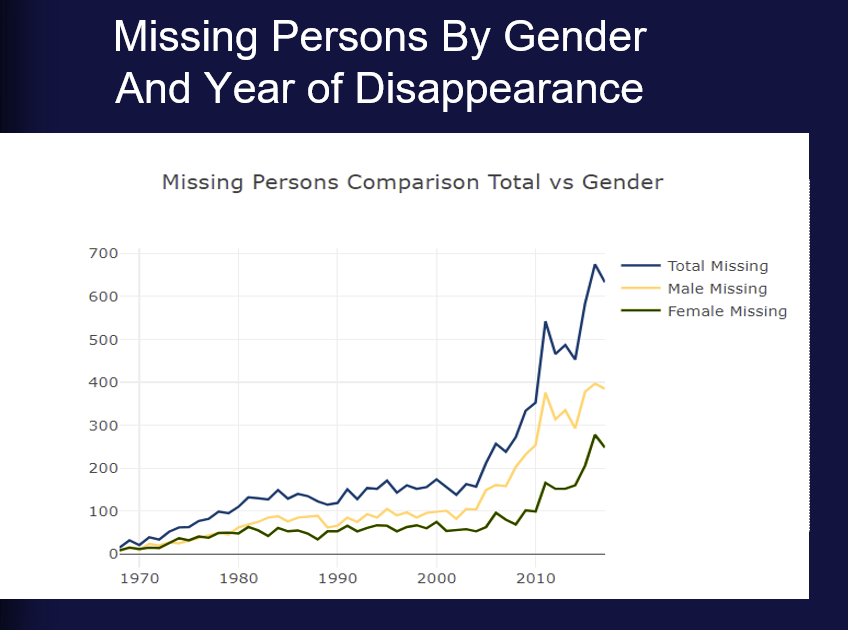 Missing Persons By Gender
And Year of Disappearance
Missing Persons Comparison Total vs Gender
700
600
500
400
300
200
100
0
1970 1980 1990 2000 2010
Total Missing
Male Missing
Female Missing